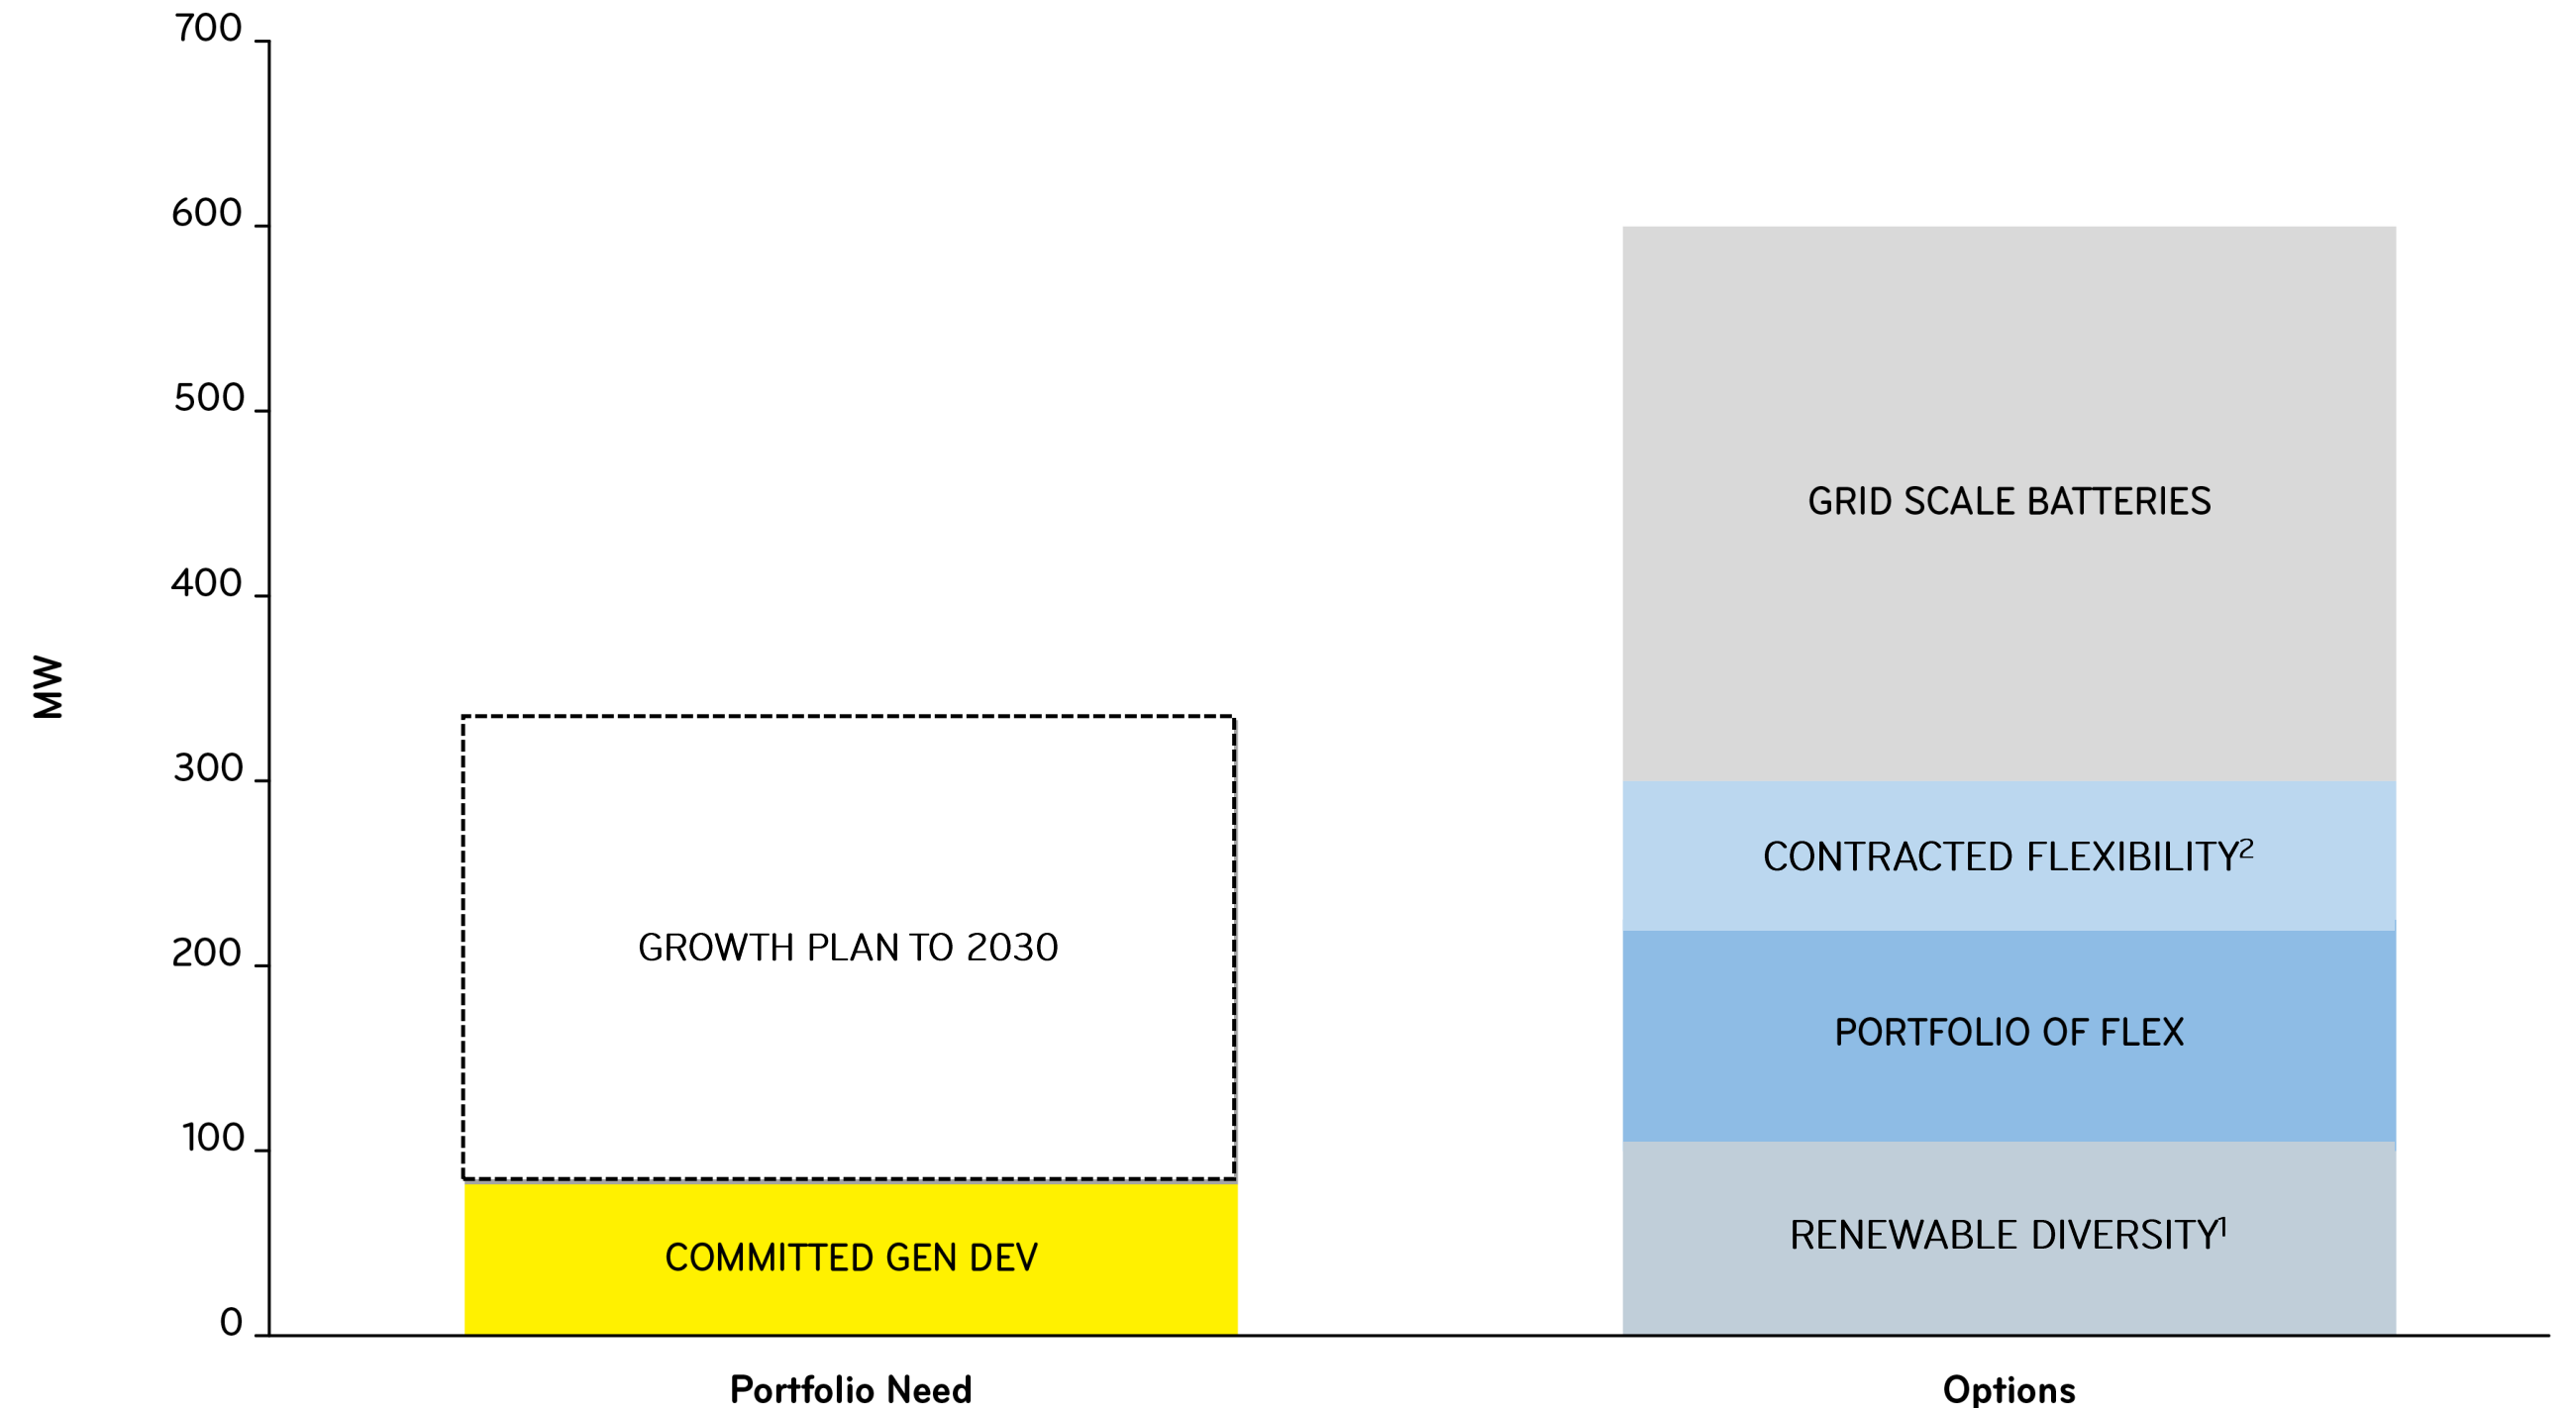 700
600
500
400
300
200
100
0
MW
GROWTH PLAN TO 2030
COMMITTED GEN DEV
GRID SCALE BATTERIES
CONTRACTED FLEXIBILITY²
PORTFOLIO OF FLEX
RENEWABLE DIVERSITY¹
Portfolio Need
Options